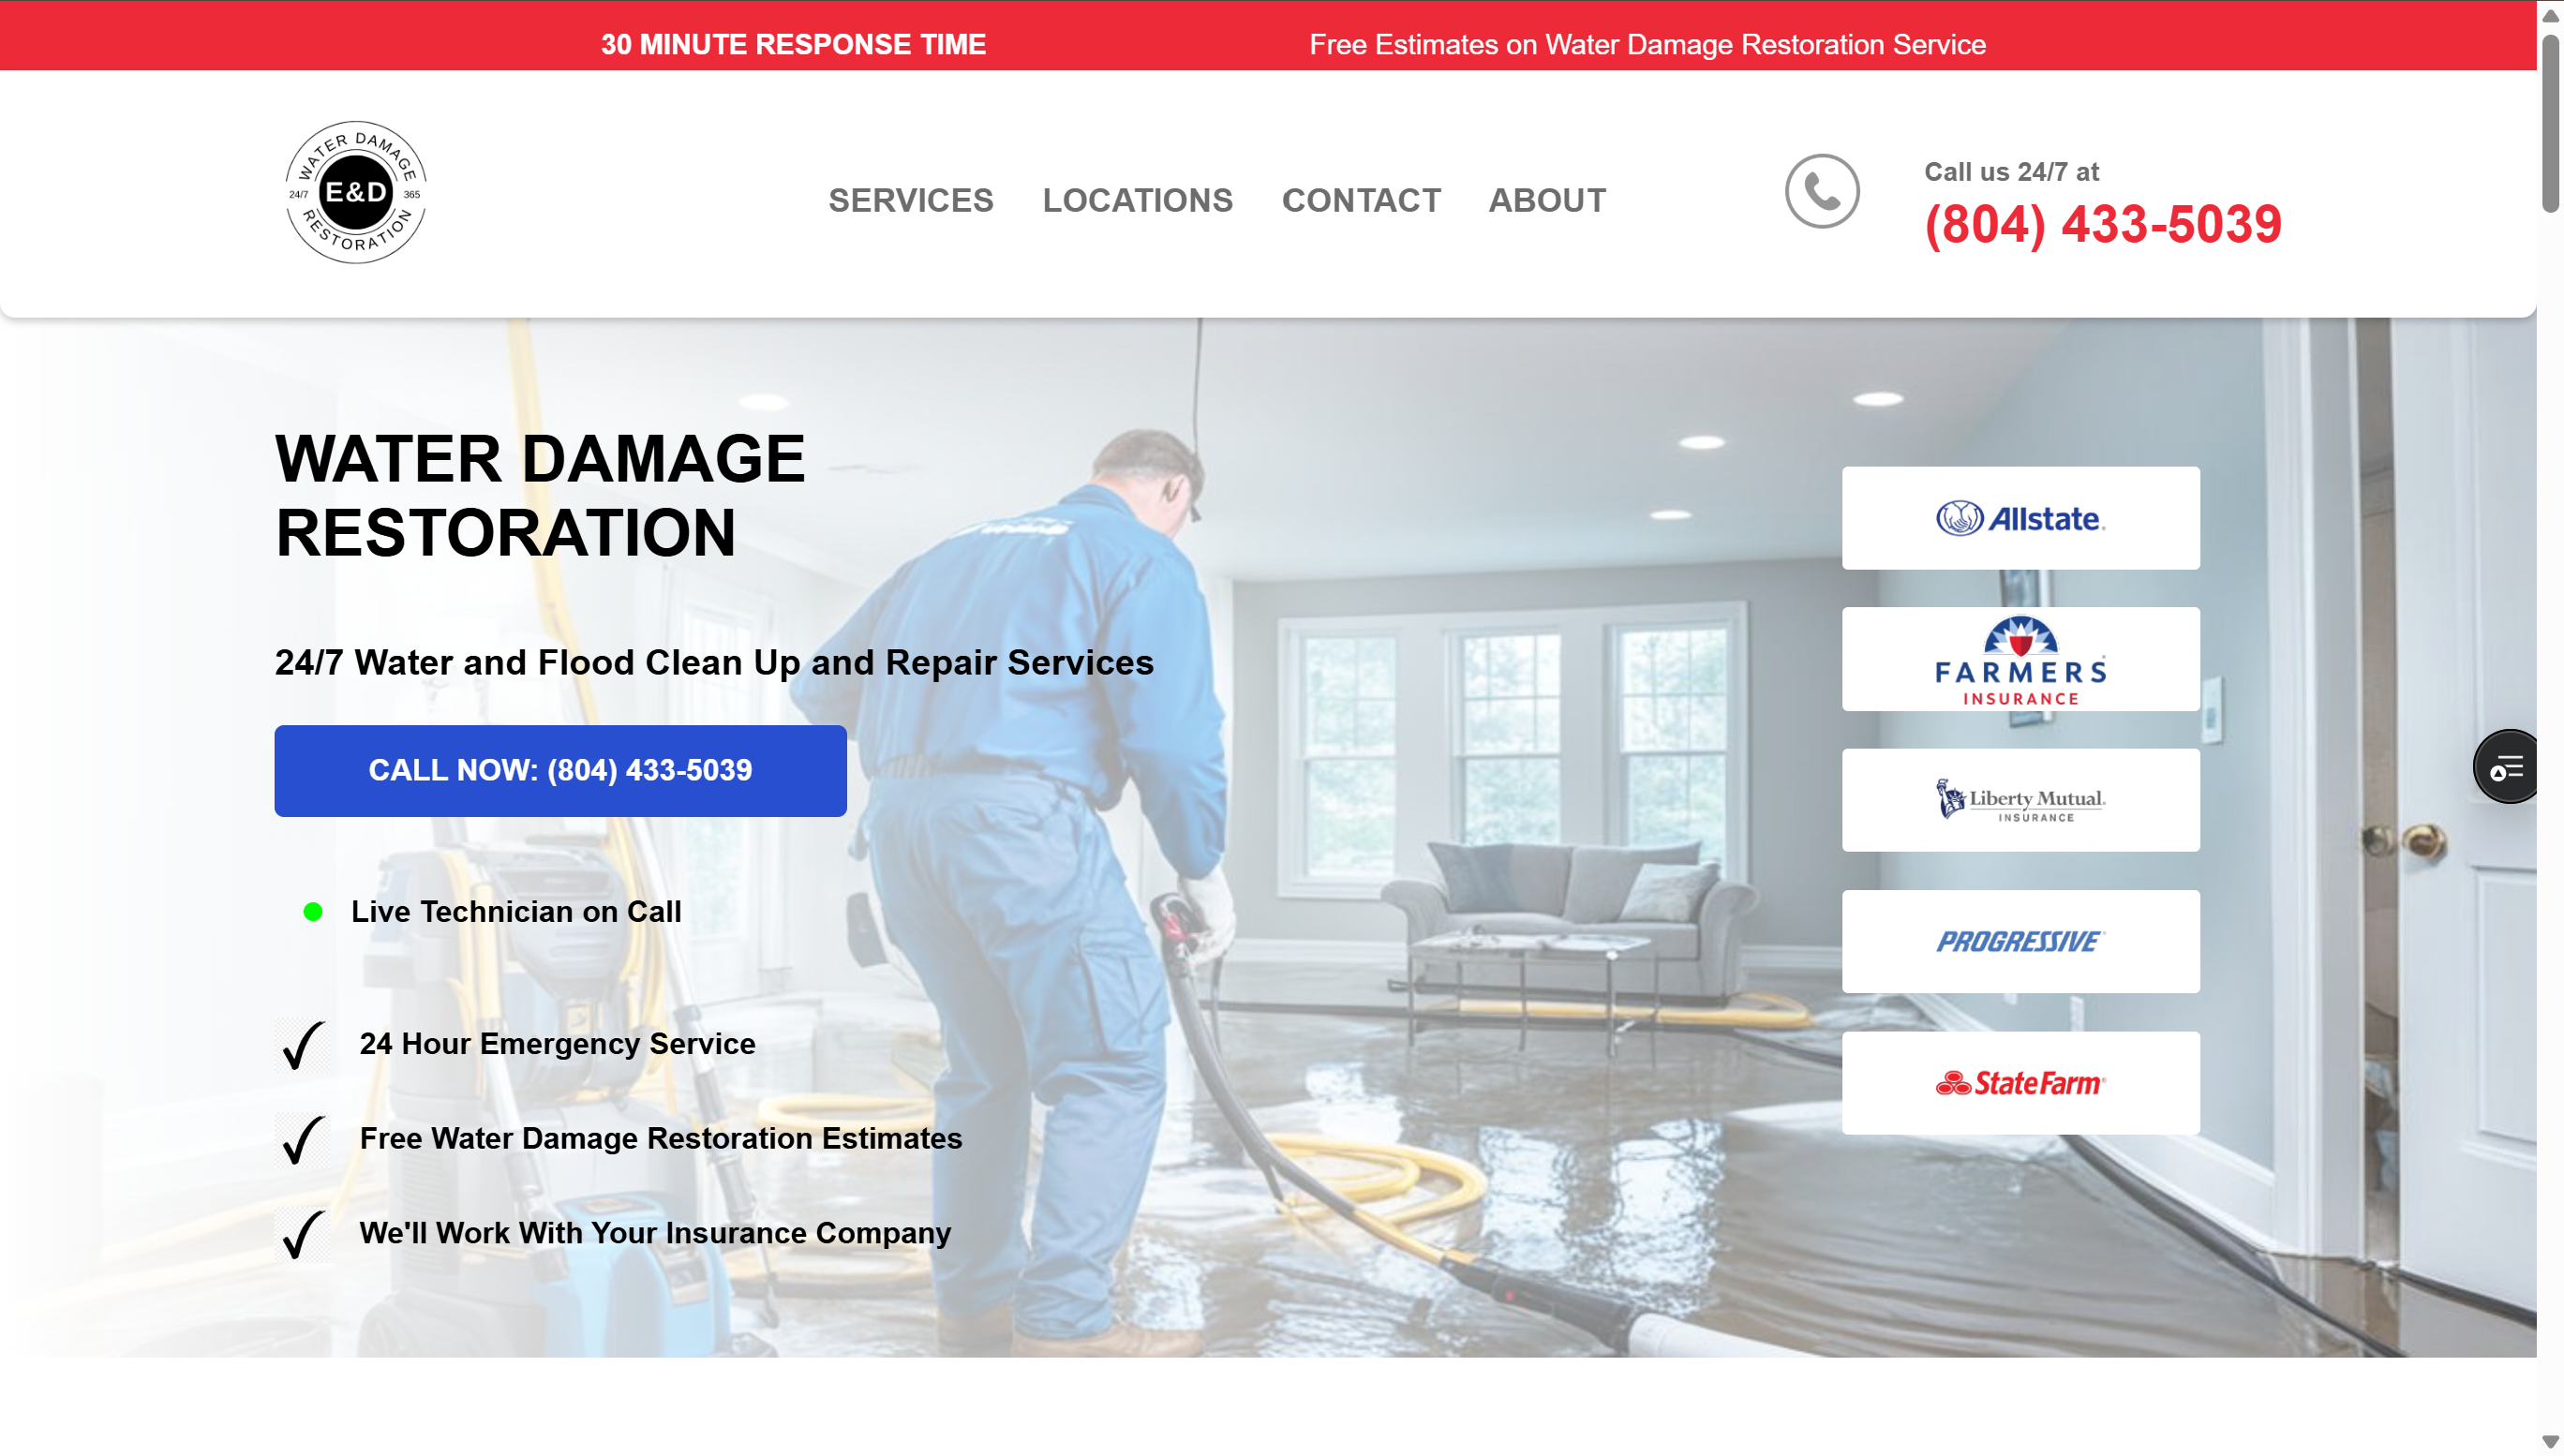 30 MINUTE RESPONSE TIME
Free Estimates on Water Damage Restoration Service
WATER DAMAGE
24/7
E&D
365
RESTORATION
SERVICES
LOCATIONS
CONTACT
ABOUT
Call us 24/7 at
(804) 433-5039
WATER DAMAGE
RESTORATION
24/7 Water and Flood Clean Up and Repair Services
CALL NOW: (804) 433-5039
Live Technician on Call
24 Hour Emergency Service
Free Water Damage Restoration Estimates
We'll Work With Your Insurance Company
Allstate.
FARMERS
INSURANCE
Liberty Mutual.
INSURANCE
PROGRESSIVE
StateFarm